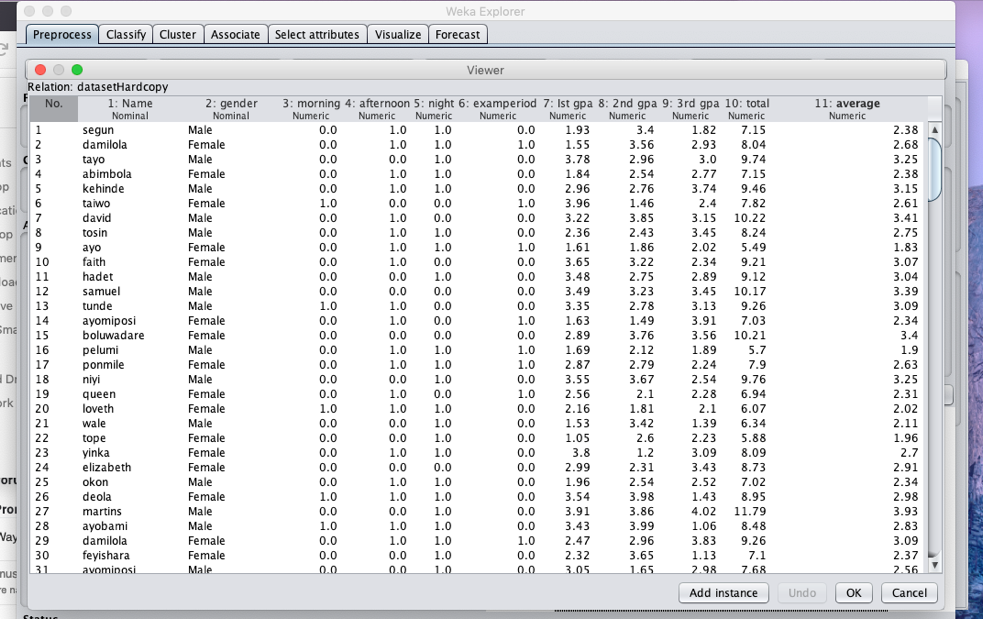 Weka Explorer
Preprocess Classify Cluster Associate Select attributes Visualize Forecast
Viewer
Relation: datasetHardcopy
No. 1: Name 2: gender 3: morning 4: afternoon 5: night 6: examperiod 7: Ist gpa 8: 2nd gpa 9: 3rd gpa 10: total 11: average
Nominal Nominal Numeric Numeric Numeric Numeric Numeric Numeric Numeric Numeric Numeric
1 segun Male 0.0 1.0 1.0 0.0 1.93 3.4 1.82 7.15 2.38
2 damilola Female 0.0 0.0 1.0 1.0 1.55 3.56 2.93 8.04 2.68
3 tayo Male 0.0 1.0 1.0 0.0 3.78 2.96 3.0 9.74 3.25
4 abimbola Female 0.0 0.0 1.0 0.0 1.84 2.54 2.77 7.15 2.38
5 kehinde Male 0.0 1.0 1.0 0.0 2.96 2.76 3.74 9.46 3.15
6 taiwo Female 1.0 0.0 0.0 1.0 3.96 1.46 2.4 7.82 2.61
7 david Male 0.0 0.0 1.0 0.0 3.22 3.85 3.15 10.22 3.41
8 tosin Male 0.0 1.0 0.0 0.0 2.36 2.43 3.45 8.24 2.75
9 ayo Female 0.0 1.0 1.0 0.0 1.61 1.86 2.02 5.49 1.83
10 faith Female 0.0 0.0 1.0 0.0 3.65 3.22 2.34 9.21 3.07
11 hadet Male 0.0 0.0 1.0 0.0 3.48 2.75 2.89 9.12 3.04
12 samuel Male 0.0 0.0 1.0 0.0 3.49 3.23 3.45 10.17 3.39
13 tunde Male 1.0 1.0 0.0 0.0 3.35 2.78 3.13 9.26 3.09
14 ayomiposi Female 0.0 0.0 1.0 1.0 1.63 1.49 3.91 7.03 2.34
15 boluwadare Female 0.0 0.0 0.0 0.0 2.89 3.76 3.56 10.21 3.4
16 pelumi Male 0.0 1.0 1.0 1.0 1.69 2.12 1.89 5.7 1.9
17 ponmile Female 0.0 1.0 1.0 1.0 2.87 2.79 2.24 7.9 2.63
18 niyi Male 0.0 0.0 1.0 0.0 3.55 3.67 2.54 9.76 3.25
19 queen Female 0.0 1.0 0.0 1.0 2.56 2.1 2.28 6.94 2.31
20 loveth Female 1.0 1.0 1.0 0.0 2.16 1.81 2.1 6.07 2.02
21 wale Male 0.0 0.0 1.0 0.0 1.53 3.42 1.39 6.34 2.11
22 tope Female 0.0 0.0 1.0 0.0 1.05 2.6 2.23 5.88 1.96
23 yinka Female 0.0 1.0 1.0 0.0 3.8 1.2 3.09 8.09 2.7
24 elizabeth Female 0.0 0.0 0.0 0.0 2.99 2.31 3.43 8.73 2.91
25 okon Male 0.0 1.0 1.0 0.0 1.96 2.54 2.52 7.02 2.34
26 deola Female 1.0 1.0 1.0 0.0 3.54 3.98 1.43 8.95 2.98
27 martins Male 0.0 0.0 1.0 0.0 3.91 3.86 4.02 11.79 3.93
28 ayobami Male 1.0 1.0 1.0 0.0 3.43 3.99 1.06 8.48 2.83
29 damilola Female 0.0 1.0 1.0 1.0 2.47 2.96 3.83 9.26 3.09
30 feyishara Female 0.0 0.0 1.0 0.0 2.32 3.65 1.13 7.1 2.37
31 ayomiposi Male 0.0 1.0 1.0 0.0 3.05 1.65 2.98 7.68 2.56
Add instance Undo OK Cancel
Status